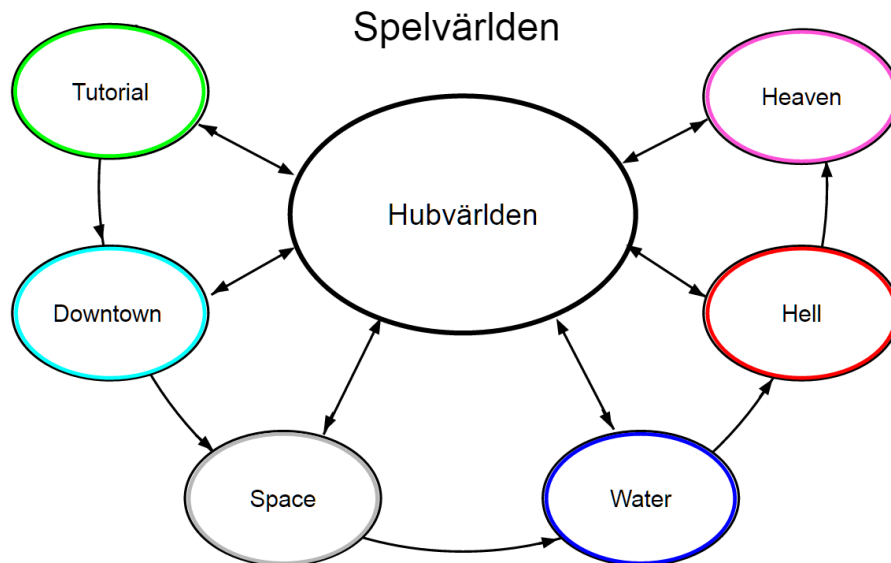 Spelvärlden
Tutorial
Heaven
Hubvärlden
Downtown
Hell
Space
Water